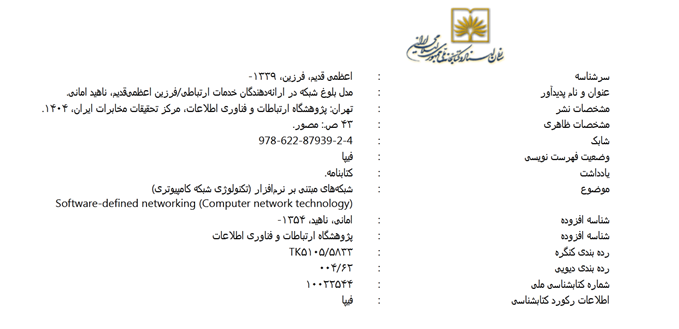 سازمان اسناد و کتابخانه ملی جمهوری اسلامی ایران
سرشناسه : اعظمی قدیم، فرزین، ۱۳۳۹-
عنوان و نام پدیدآور : مدل بلوغ شبکه در ارائه‌دهندگان خدمات ارتباطی/فرزین اعظمی‌قدیم، ناهید امانی.
مشخصات نشر : تهران: پژوهشگاه ارتباطات و فناوری اطلاعات، مرکز تحقیقات مخابرات ایران، ۱۴۰۴.
مشخصات ظاهری : ۴۳ ص.: مصور.
شابک : 978-622-87939-2-4
وضعیت فهرست نویسی : فیپا
یادداشت : کتابنامه.
موضوع : شبکه‌های مبتنی بر نرم‌افزار (تکنولوژی شبکه کامپیوتری)
Software-defined networking (Computer network technology)
شناسه افزوده : امانی، ناهید، ۱۳۵۴-
شناسه افزوده : پژوهشگاه ارتباطات و فناوری اطلاعات
رده بندی کنگره : TK۵۱۰۵/۵۸۳۳
رده بندی دیویی : ۰۰۴/۶۲
شماره کتابشناسی ملی : ۱۰۰۲۲۵۴۴
اطلاعات رکورد کتابشناسی : فیپا